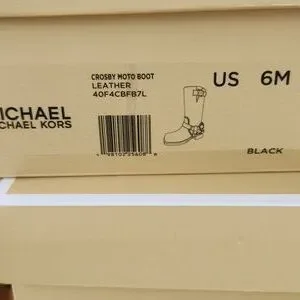 CROSBY MOTO BOOT
LEATHER
40F4CBFB7L
US 6M
MICHAEL
MICHAEL KORS
BLACK